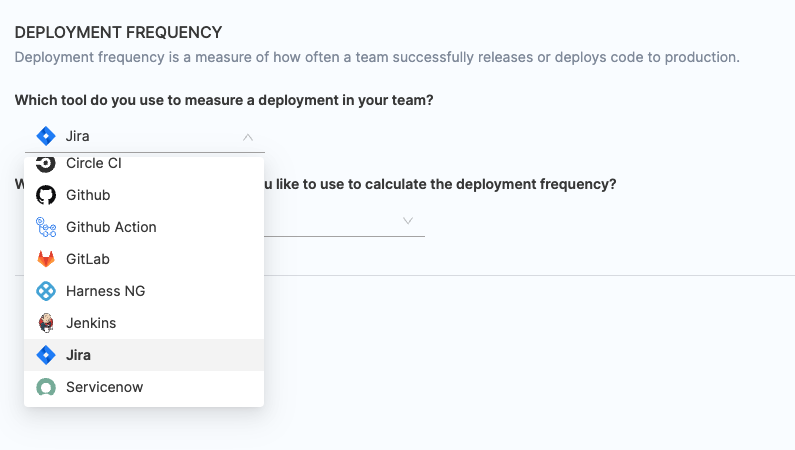 DEPLOYMENT FREQUENCY
Deployment frequency is a measure of how often a team successfully releases or deploys code to production.
Which tool do you use to measure a deployment in your team?
Jira
Circle CI
W
u like to use to calculate the deployment frequency?
Github
Github Action
GitLab
Harness NG
Jenkins
Jira
Servicenow